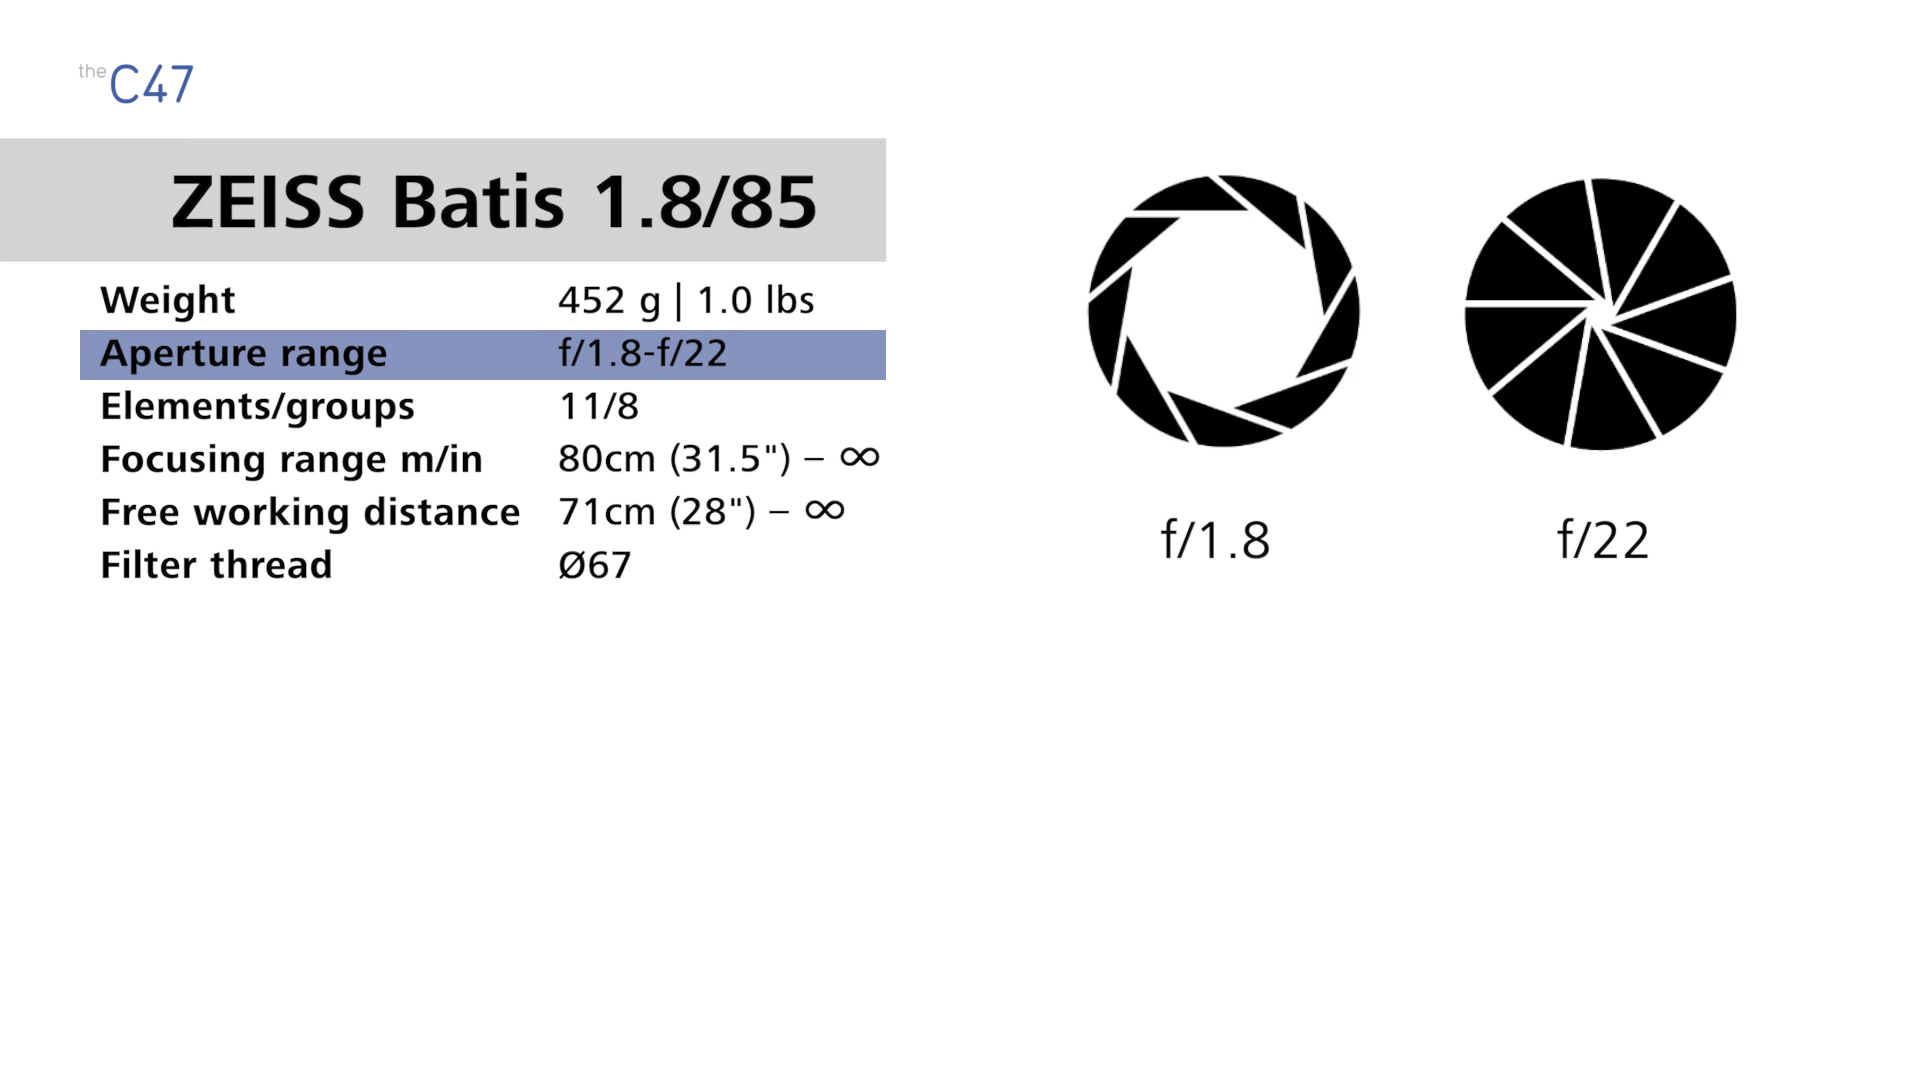 the C47
ZEISS Batis 1.8/85
Weight 452 g | 1.0 lbs
Aperture range f/1.8-f/22
Elements/groups 11/8
Focusing range m/in 80cm (31.5") – ∞
Free working distance 71cm (28") – ∞
Filter thread Ø67
f/1.8 f/22